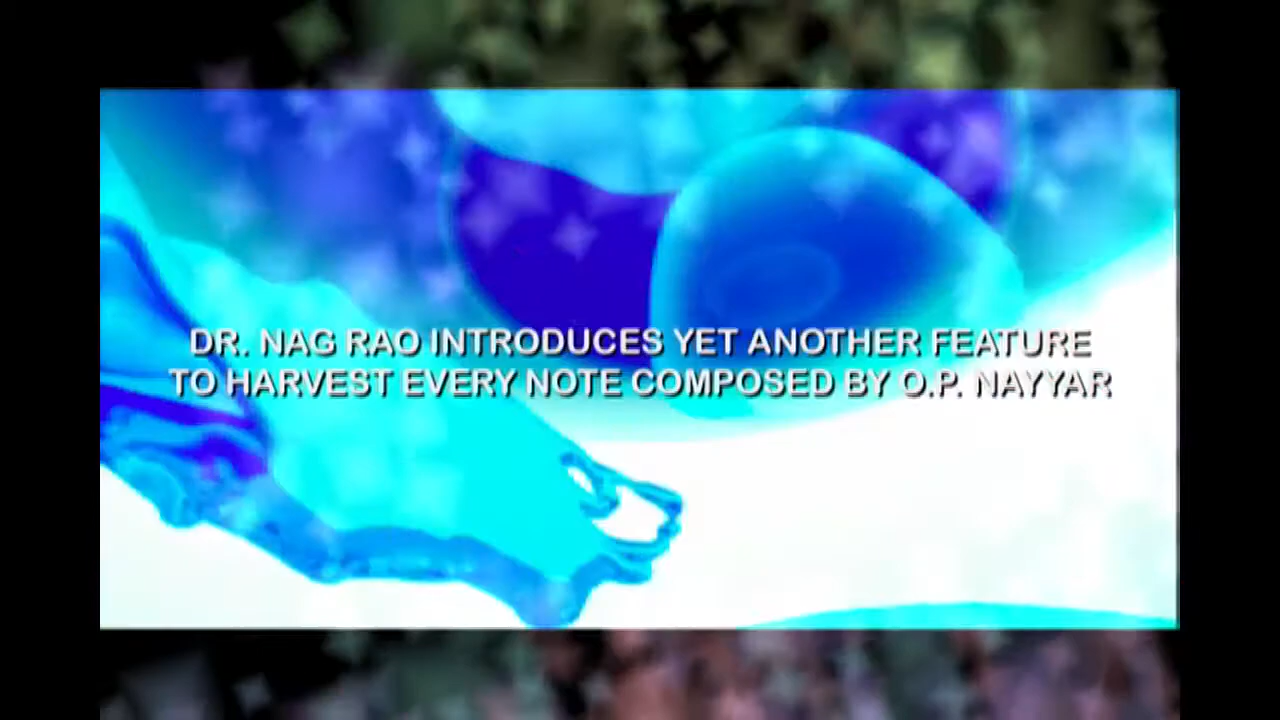 DR. NAG RAO INTRODUCES YET ANOTHER FEATURE
TO HARVEST EVERY NOTE COMPOSED BY O.P. NAYYAR